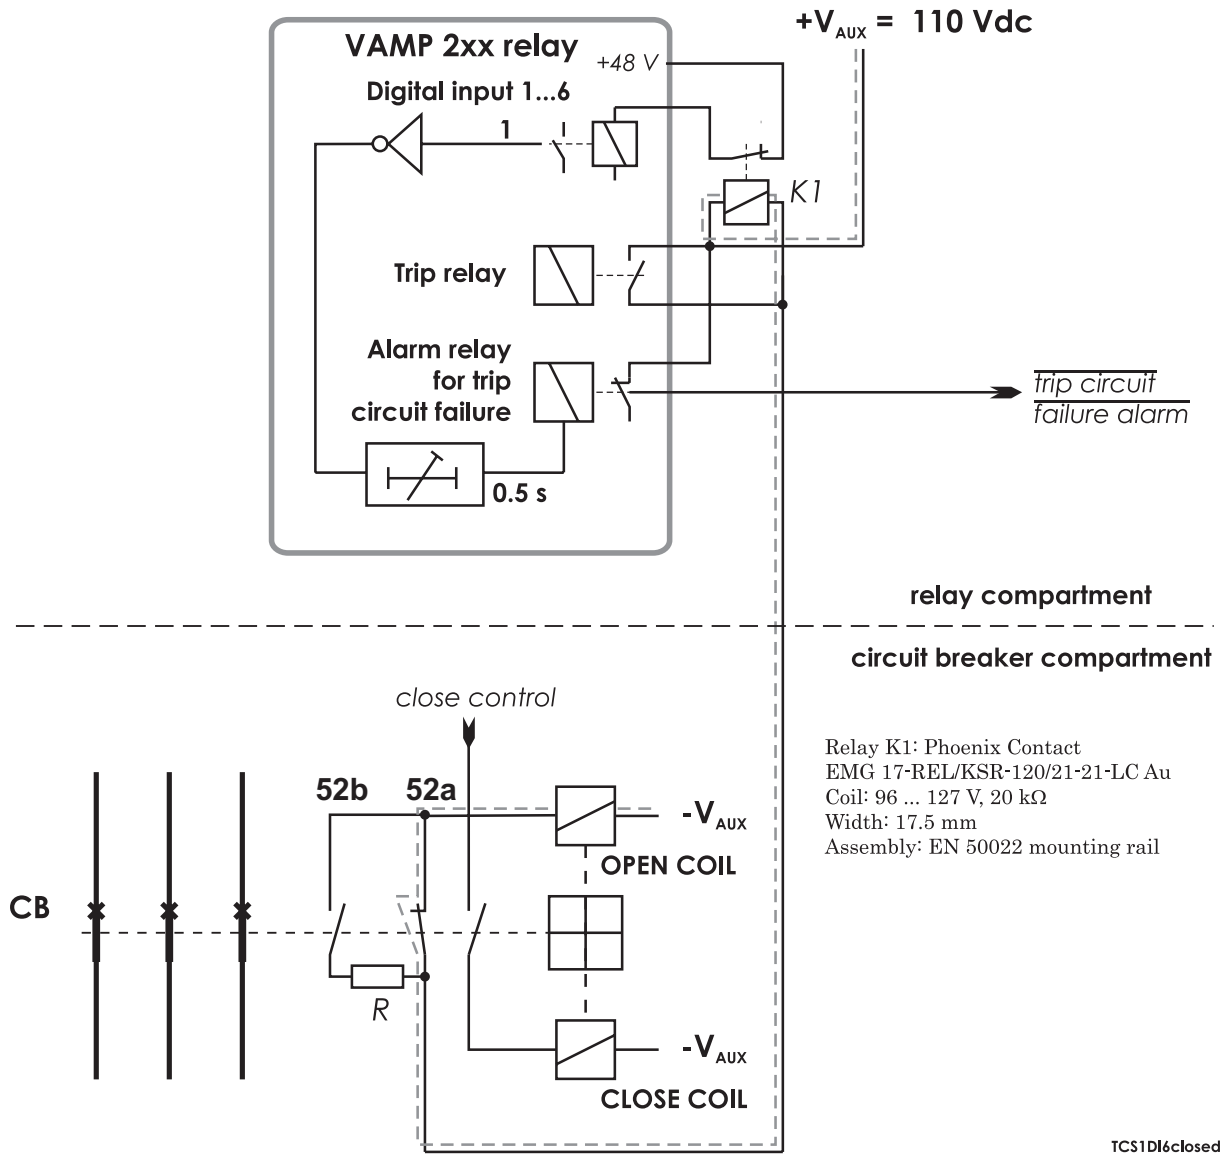 +VAUX = 110 Vdc
VAMP 2xx relay
+48 V
Digital input 1...6
1
K1
Trip relay
Alarm relay
for trip
circuit failure
trip circuit
failure alarm
0.5 s
relay compartment
circuit breaker compartment
close control
Relay K1: Phoenix Contact
EMG 17-REL/KSR-120/21-21-LC Au
Coil: 96 ... 127 V, 20 kΩ
Width: 17.5 mm
Assembly: EN 50022 mounting rail
52b
52a
-VAUX
OPEN COIL
CB
R
-VAUX
CLOSE COIL
TCS1DI6closed